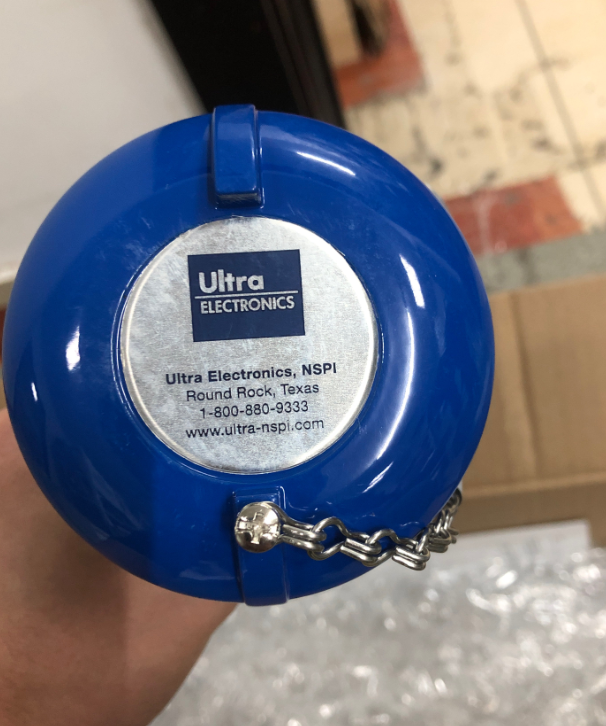 Ultra
ELECTRONICS
Ultra Electronics, NSPI
Round Rock, Texas
1-800-880-9333
www.ultra-nspi.com